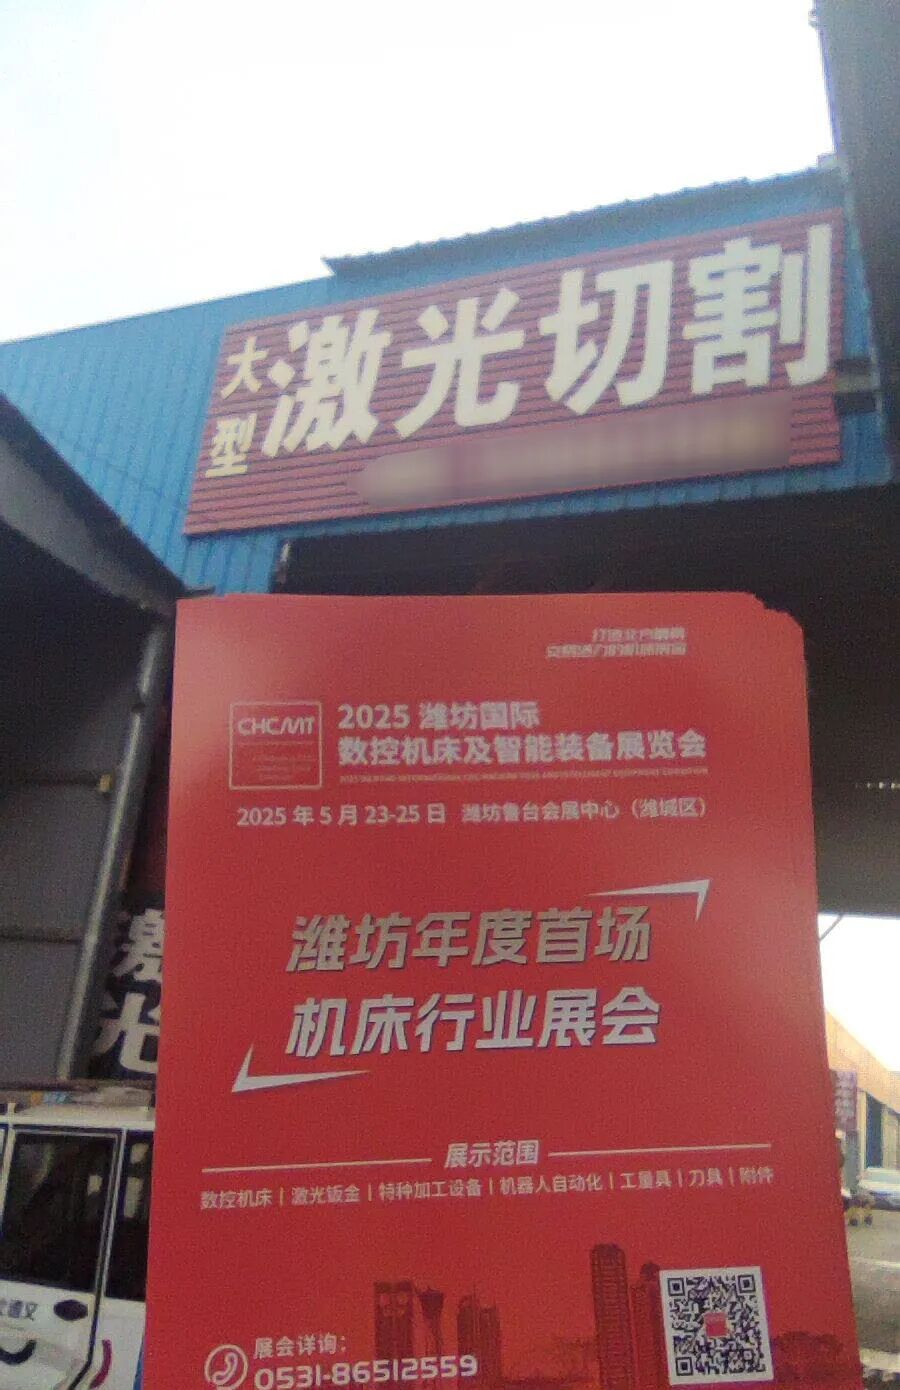 大型
激光切割
CHCMT
2025 潍坊国际
数控机床及智能装备展览会
2025 年 5 月 23-25 日 潍坊鲁台会展中心（潍城区）
潍坊年度首场
机床行业展会
展示范围
数控机床 | 激光钣金 | 特种加工设备 | 机器人自动化 | 工量具 | 刀具 | 附件
激光
展会详询：
0531-86512559